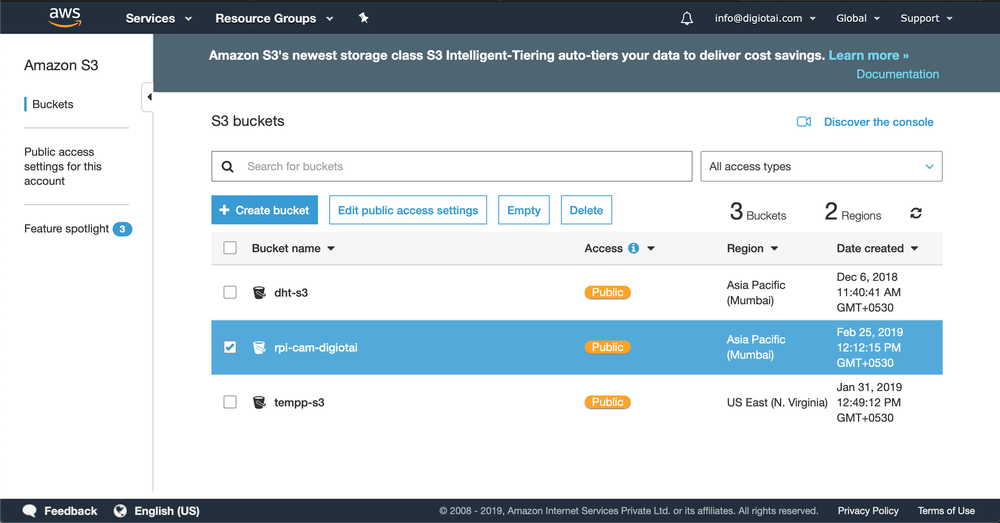 aws
Services
Resource Groups
info@digiotai.com
Global
Support
Amazon S3
Buckets
Public access
settings for this
account
Feature spotlight 3
Amazon S3's newest storage class S3 Intelligent-Tiering auto-tiers your data to deliver cost savings. Learn more »
Documentation
S3 buckets
Discover the console
Search for buckets
All access types
+ Create bucket
Edit public access settings
Empty
Delete
3 Buckets
2 Regions
Bucket name
Access i
Region
Date created
dht-s3
Public
Asia Pacific
(Mumbai)
Dec 6, 2018
11:40:41 AM
GMT+0530
rpi-cam-digiotai
Public
Asia Pacific
(Mumbai)
Feb 25, 2019
12:12:15 PM
GMT+0530
tempp-s3
Public
US East (N. Virginia)
Jan 31, 2019
12:49:12 PM
GMT+0530
Feedback
English (US)
© 2008 - 2019, Amazon Internet Services Private Ltd. or its affiliates. All rights reserved.
Privacy Policy
Terms of Use